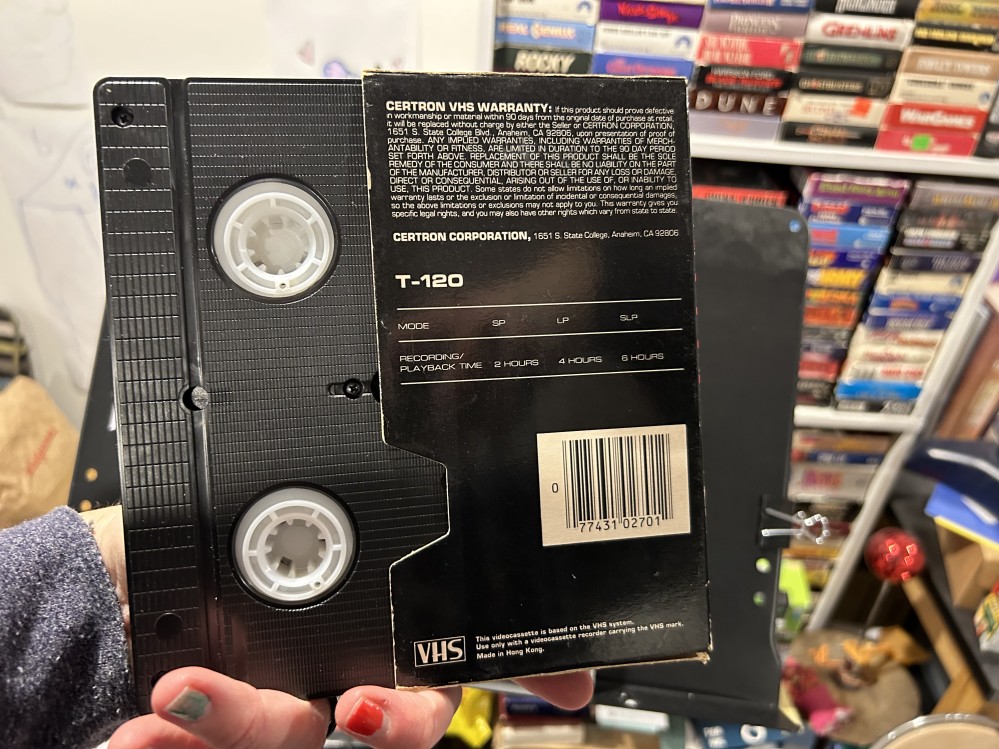 CERTRON VHS WARRANTY: If this product should prove defective
in workmanship or material within 90 days from the original date of purchase at retail,
it will be replaced without charge by either the Seller or CERTRON CORPORATION,
1651 S. State College Blvd., Anaheim, CA 92806, upon presentation of proof of
purchase. ANY IMPLIED WARRANTIES, INCLUDING WARRANTIES OF MERCH-
ANTABILITY OR FITNESS, ARE LIMITED IN DURATION TO THE 90 DAY PERIOD
SET FORTH ABOVE. REPLACEMENT OF THIS PRODUCT SHALL BE THE SOLE
REMEDY OF THE CONSUMER AND THERE SHALL BE NO LIABILITY ON THE PART
OF THE MANUFACTURER, DISTRIBUTOR OR SELLER FOR ANY LOSS OR DAMAGE,
DIRECT OR CONSEQUENTIAL, ARISING OUT OF THE USE OF, OR INABILITY TO
USE, THIS PRODUCT. Some states do not allow limitations on how long an implied
warranty lasts or the exclusion or limitation of incidental or consequential damages,
so the above limitations or exclusions may not apply to you. This warranty gives you
specific legal rights, and you may also have other rights which vary from state to state.
CERTRON CORPORATION, 1651 S. State College, Anaheim, CA 92806
T-120
MODE SP LP SLP
RECORDING/
PLAYBACK TIME 2 HOURS 4 HOURS 6 HOURS
0 77431 02701
VHS
This videocassette is based on the VHS system.
Use only with a videocassette recorder carrying the VHS mark.
Made in Hong Kong.
ROCKY
GREMLINS
DUNE
WARGAMES